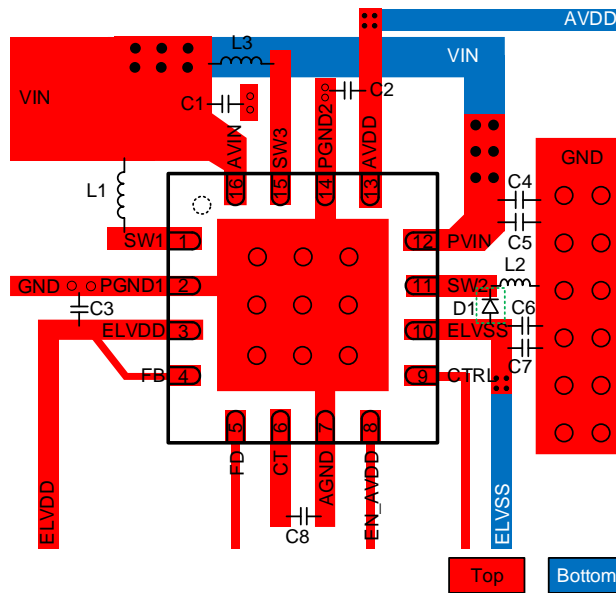 AVDD
L3
VIN
VIN
C1
C2
AVIN
SW3
PGND2
AVDD
GND
16
15
14
13
C4
L1
C5
SW1
1
12
PVIN
L2
GND
PGND1
2
11
SW2
D1
C3
C6
ELVDD
3
10
ELVSS
C7
FB
4
9
CTRL
5
6
7
8
FD
CT
AGND
EN_AVDD
ELVDD
C8
ELVSS
Top
Bottom